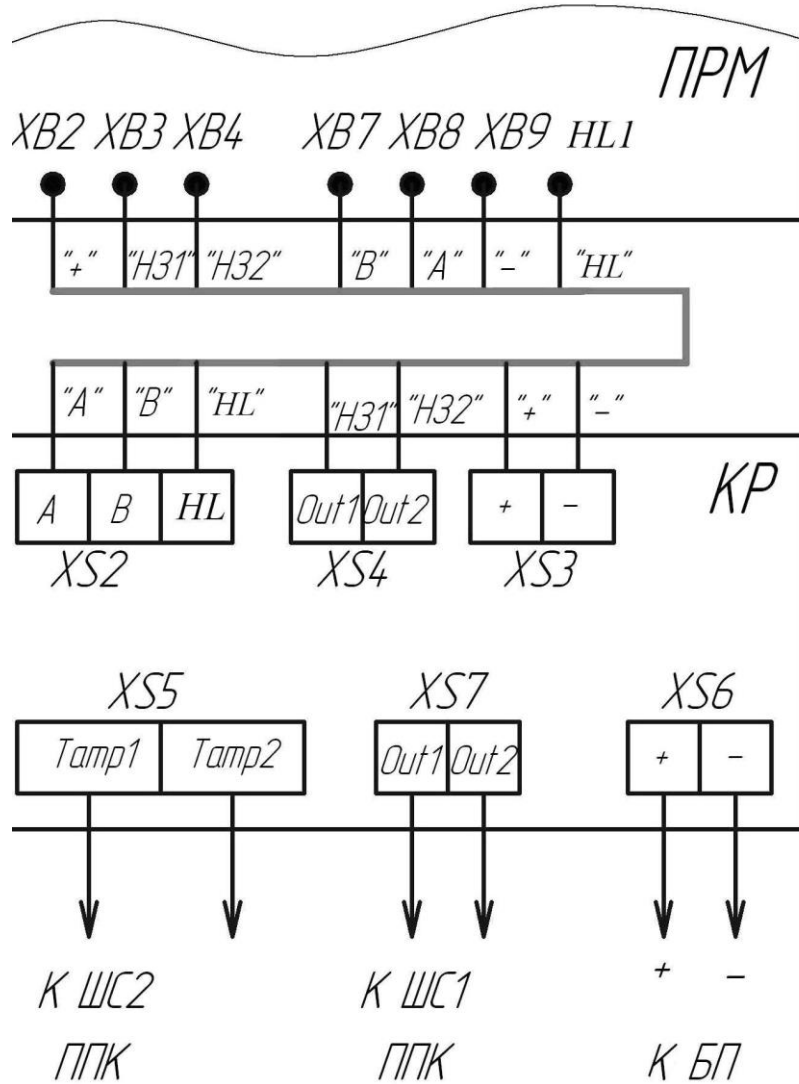 ПРМ
XB2 XB3 XB4 XB7 XB8 XB9 HL1
"+" "НЗ1" "НЗ2" "B" "A" "-" "HL"
"A" "B" "HL" "НЗ1" "НЗ2" "+" "-"
КР
A B HL Out1 Out2 + -
XS2 XS4 XS3
XS5 XS7 XS6
Tamp1 Tamp2 Out1 Out2 + -
+ -
К ШС2 К ШС1
ППК ППК К БП